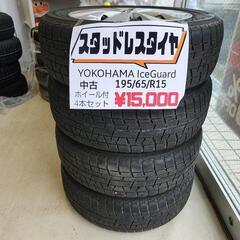 スタッドレスタイヤ
YOKOHAMA IceGuard
中古 195/65/R15
ホイール付
4本セット ¥15,000